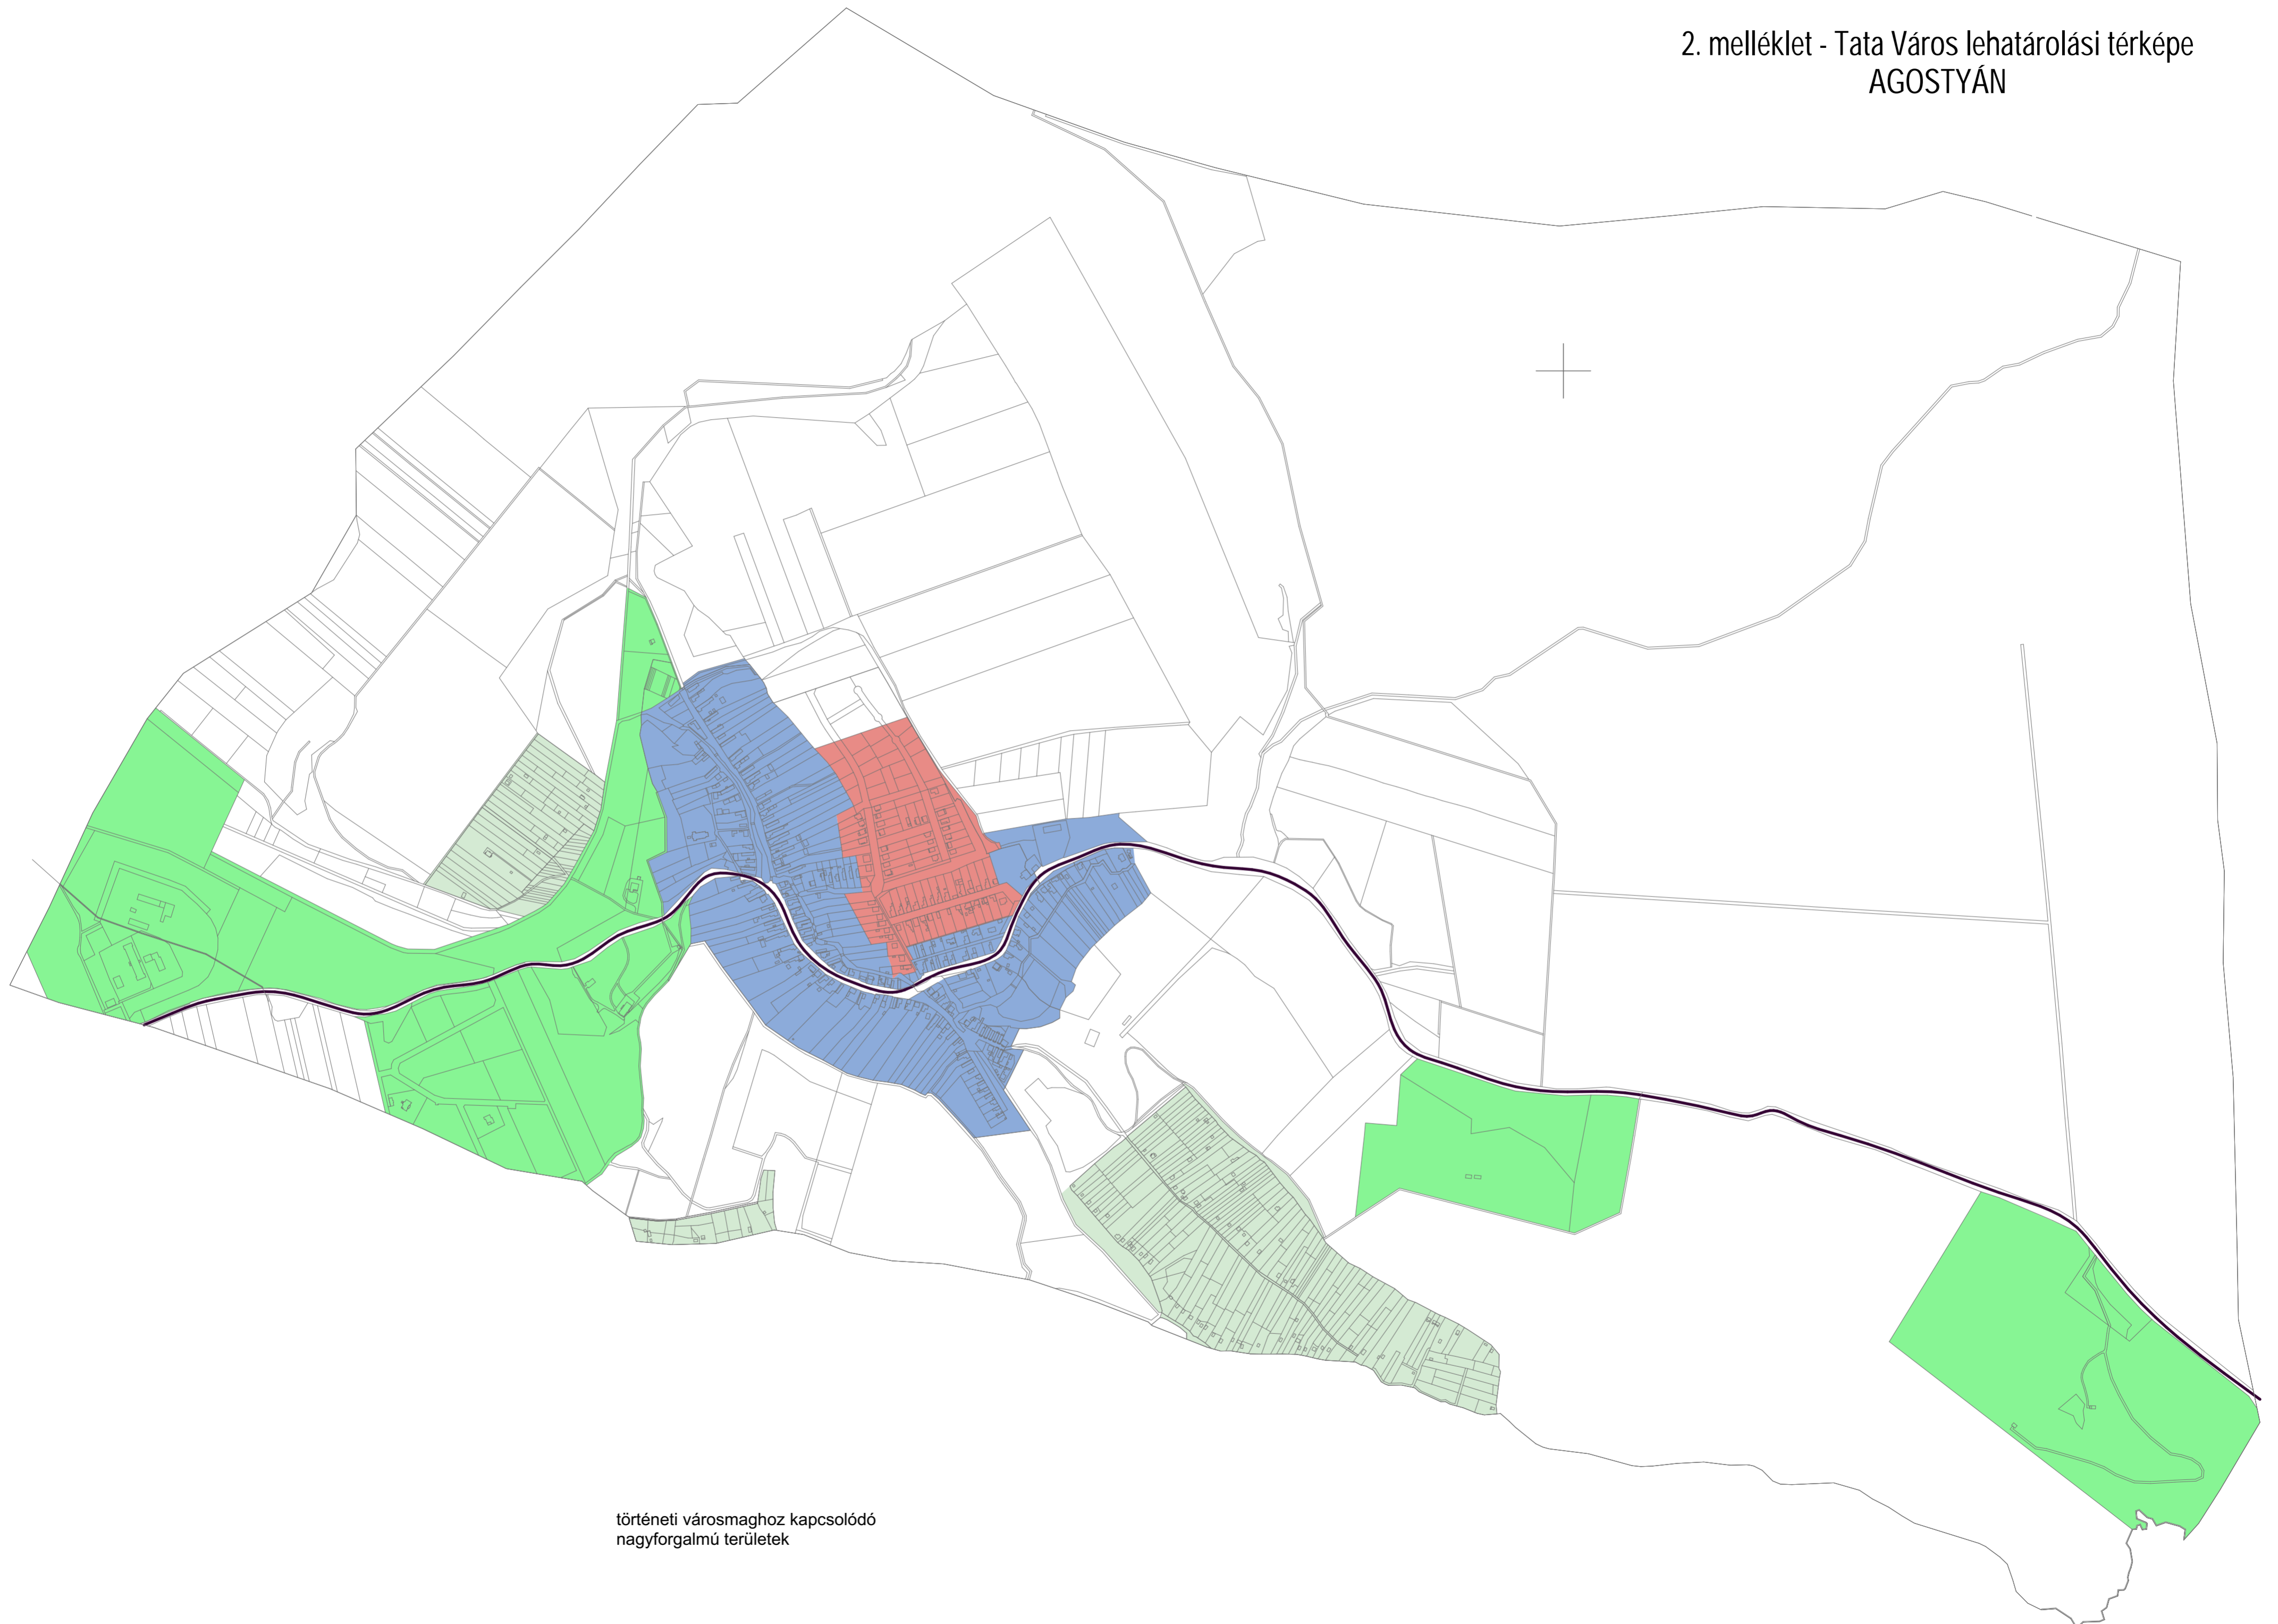 2. melléklet - Tata Város lehatárolási térképe
AGOSTYÁN
történeti városmaghoz kapcsolódó
nagyforgalmú területek